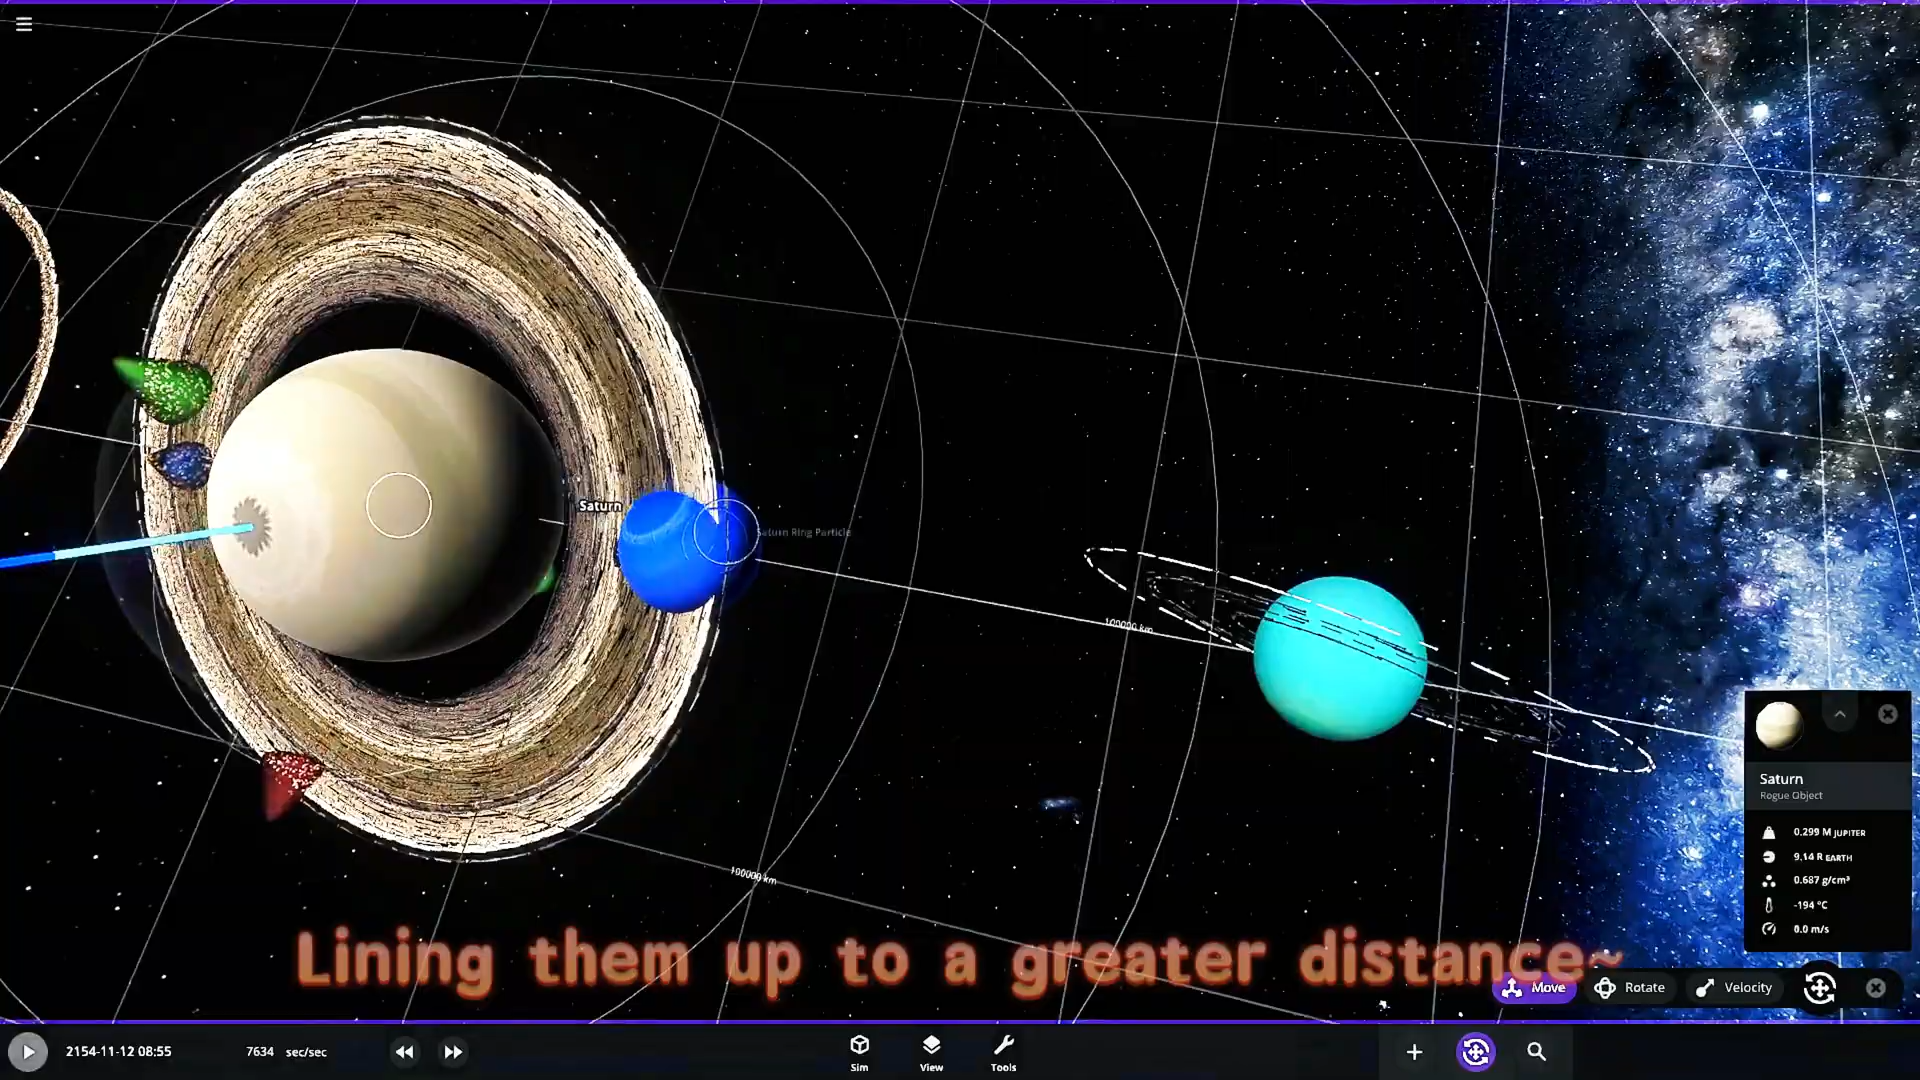 Saturn
Saturn Ring Particle
100000 km
100000 km
Saturn
Rogue Object
0.299 M JUPITER
9.14 R EARTH
0.687 g/cm³
-194 °C
0.0 m/s
Lining them up to a greater distance~
Move
Rotate
Velocity
2154-11-12 08:55
7634 sec/sec
Sim
View
Tools